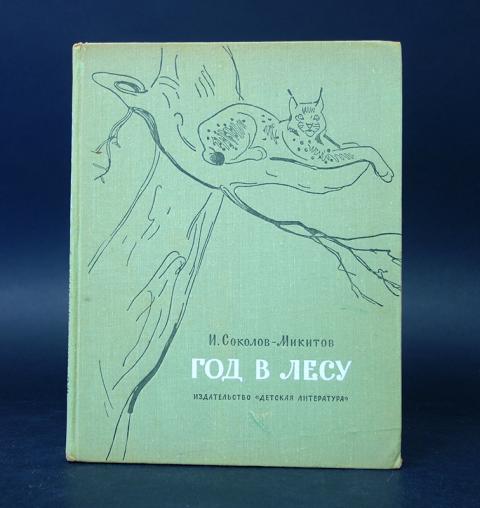 И. Соколов-Микитов
ГОД В ЛЕСУ
ИЗДАТЕЛЬСТВО «ДЕТСКАЯ ЛИТЕРАТУРА»